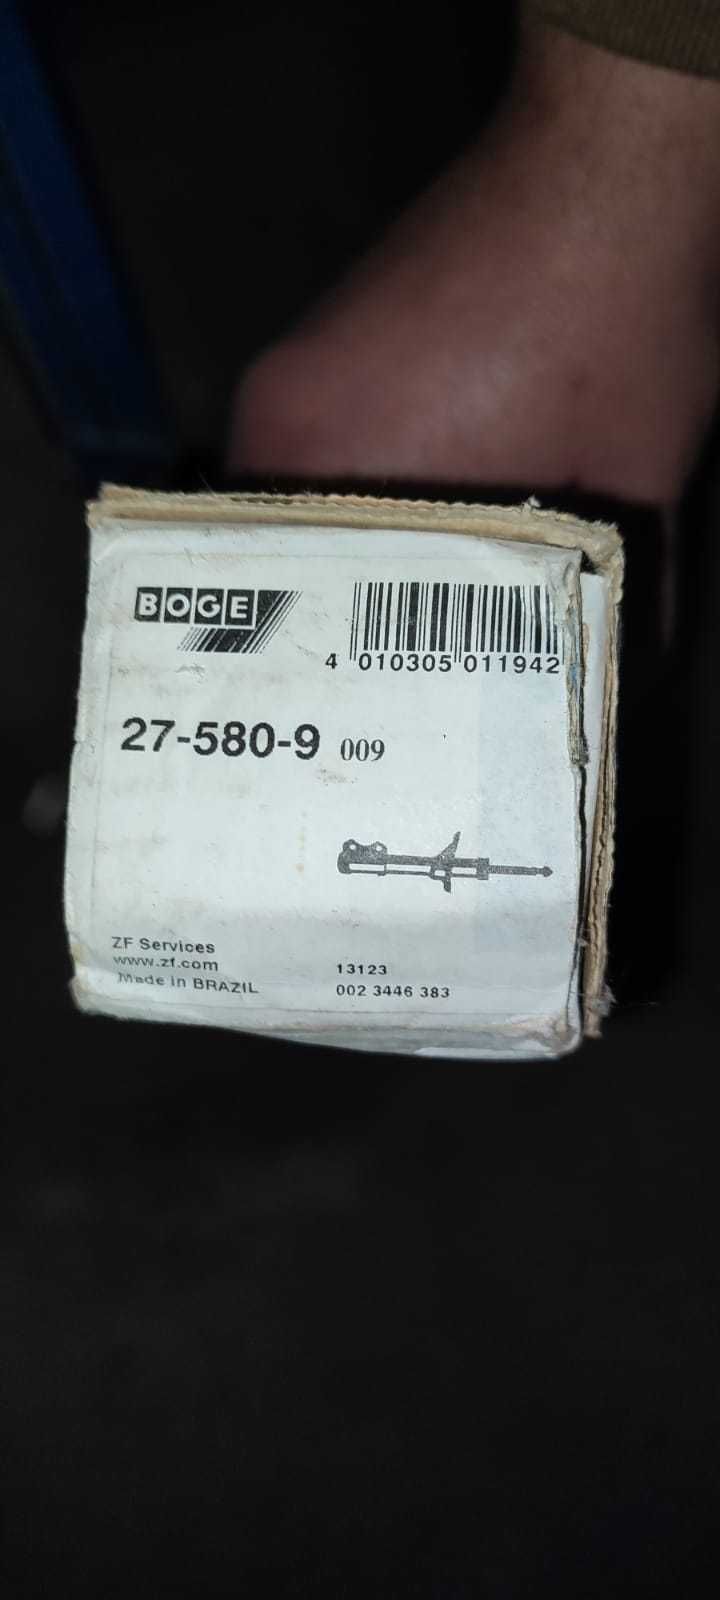 BOGE
4 010305 011942
27-580-9 009
ZF Services
www.zf.com
Made in BRAZIL
13123
002 3446 383